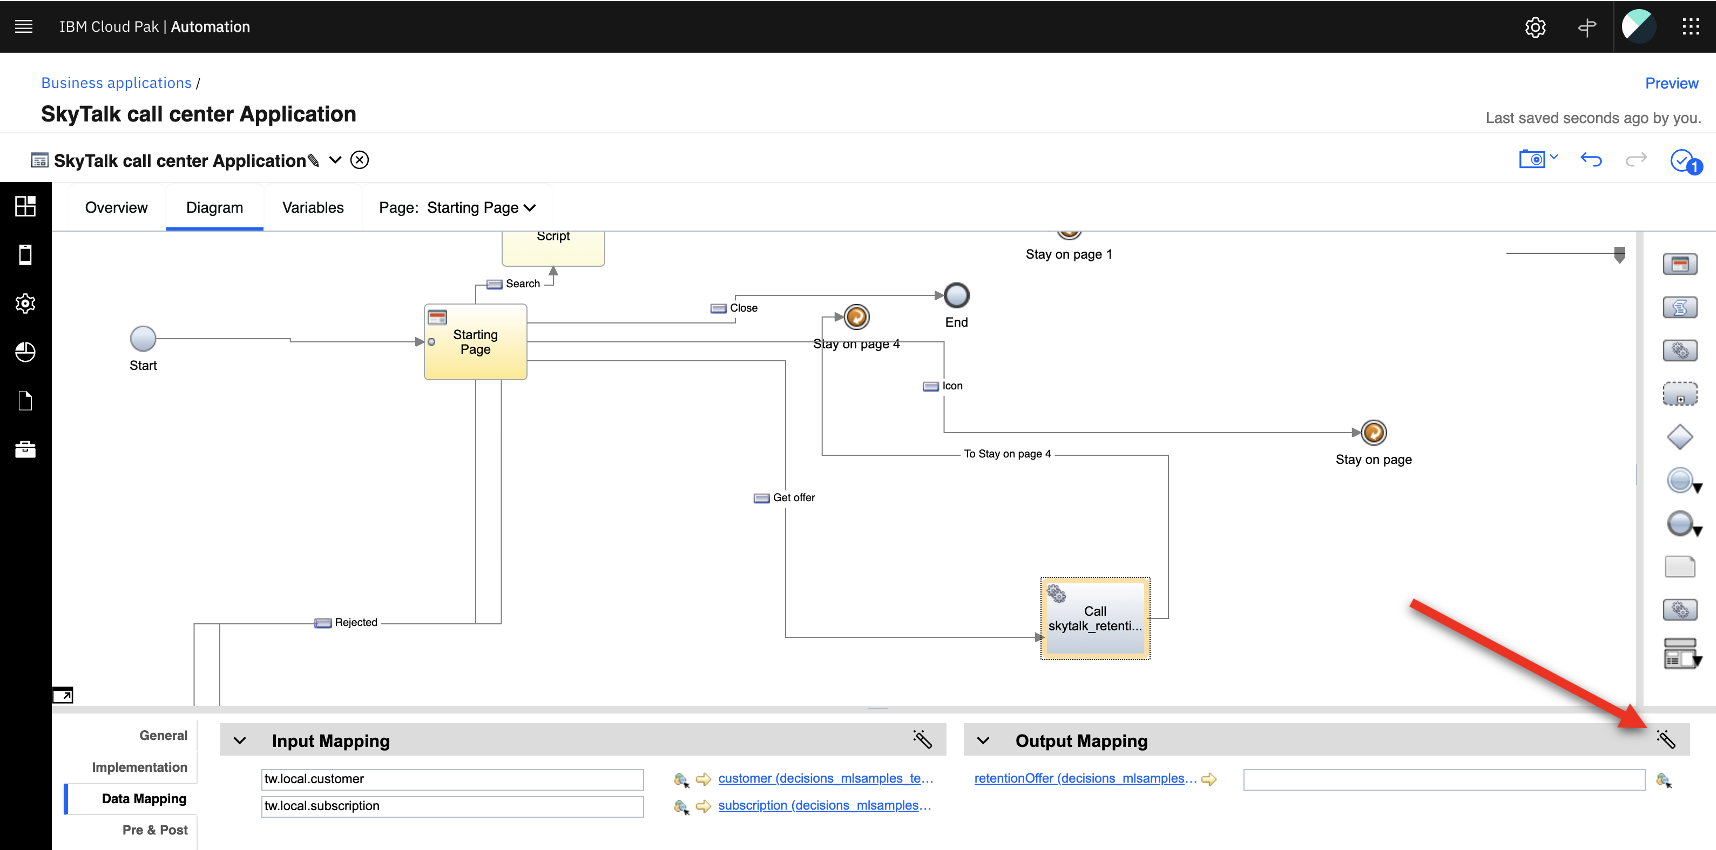 IBM Cloud Pak | Automation
Business applications /
Preview
SkyTalk call center Application
Last saved seconds ago by you.
SkyTalk call center Application
1
Overview
Diagram
Variables
Page: Starting Page
Script
Stay on page 1
Search
Close
End
Starting
Page
Start
Stay on page 4
Icon
To Stay on page 4
Stay on page
Get offer
Call
skytalk_retenti...
Rejected
General
Implementation
Data Mapping
Pre & Post
Input Mapping
tw.local.customer
customer (decisions_mlsamples_te...
tw.local.subscription
subscription (decisions_mlsamples...
Output Mapping
retentionOffer (decisions_mlsamples...